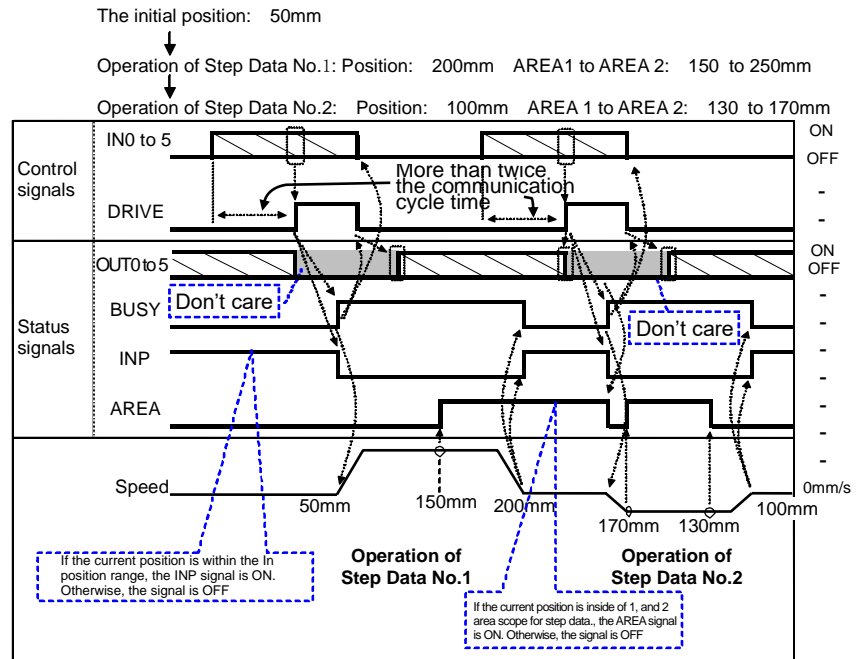 The initial position: 50mm
Operation of Step Data No.1: Position: 200mm AREA1 to AREA 2: 150 to 250mm
Operation of Step Data No.2: Position: 100mm AREA 1 to AREA 2: 130 to 170mm
Control
signals
IN0 to 5
ON
OFF
More than twice
the communication
cycle time
-
DRIVE
-
Status
signals
OUT0 to 5
ON
OFF
Don't care
-
BUSY
Don't care
-
-
INP
-
-
AREA
-
-
Speed
0mm/s
50mm
150mm
200mm
170mm
130mm
100mm
If the current position is within the In
position range, the INP signal is ON.
Otherwise, the signal is OFF
Operation of
Step Data No.1
Operation of
Step Data No.2
If the current position is inside of 1, and 2
area scope for step data., the AREA signal
is ON. Otherwise, the signal is OFF